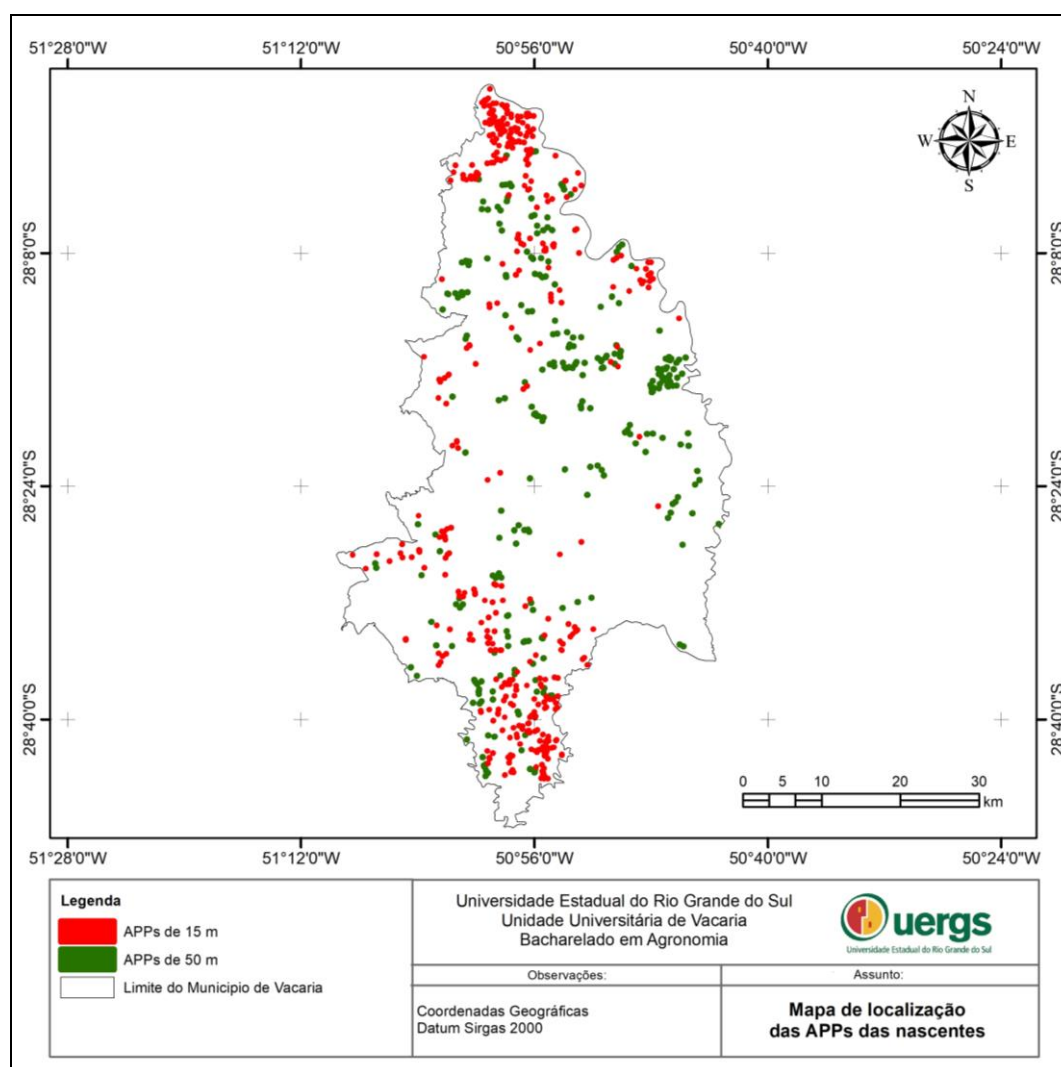 51°28'0"W 51°12'0"W 50°56'0"W 50°40'0"W 50°24'0"W
N
W E
S
28°8'0"S 28°8'0"S
28°24'0"S 28°24'0"S
28°40'0"S 28°40'0"S
0 5 10 20 30
km
51°28'0"W 51°12'0"W 50°56'0"W 50°40'0"W 50°24'0"W
Legenda
APPs de 15 m
APPs de 50 m
Limite do Municipio de Vacaria
Universidade Estadual do Rio Grande do Sul
Unidade Universitária de Vacaria
Bacharelado em Agronomia
uergs
Universidade Estadual do Rio Grande do Sul
Observações:
Coordenadas Geográficas
Datum Sirgas 2000
Assunto:
Mapa de localização
das APPs das nascentes